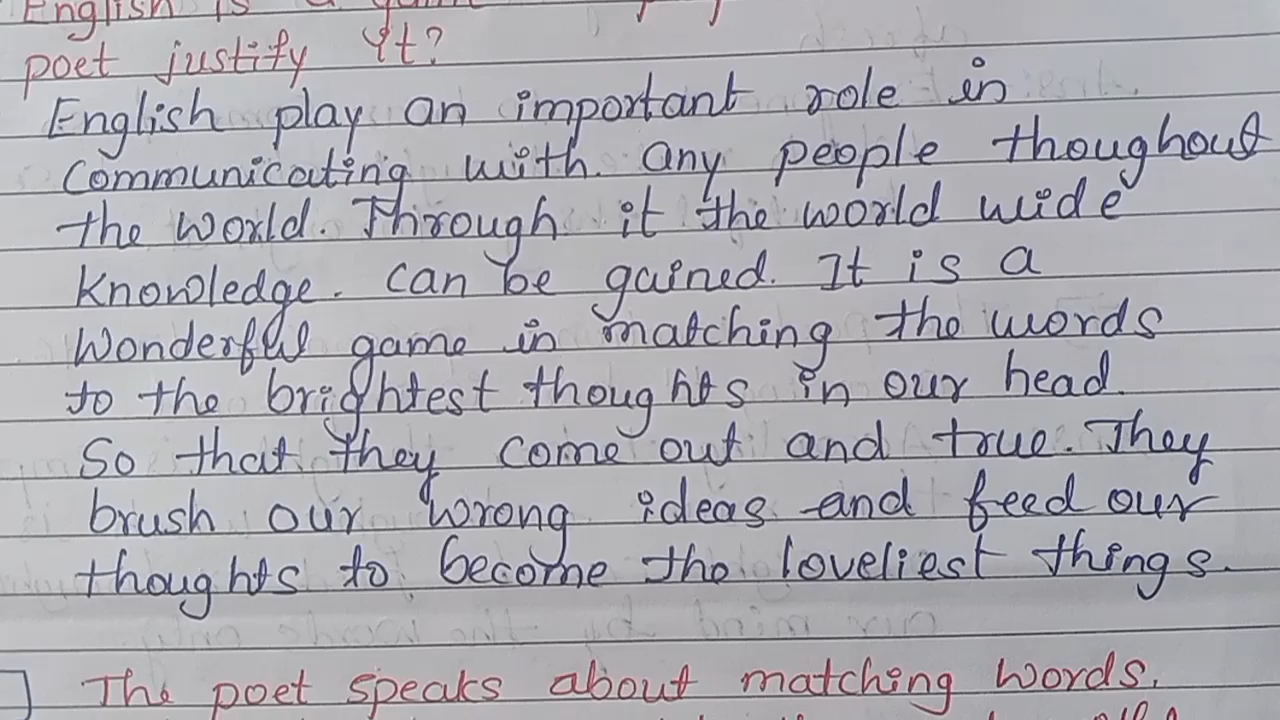 English is a game
poet justify It?
English play an important role in
Communicating with any people thoughout
the world. Through it the world wide
Knowledge. can be gained. It is a
Wonderful game in matching the words
to the brightest thoughts in our head.
So that they come out and true. They
brush our wrong ideas and feed our
thoughts to become the loveliest things.
] The poet speaks about matching words.